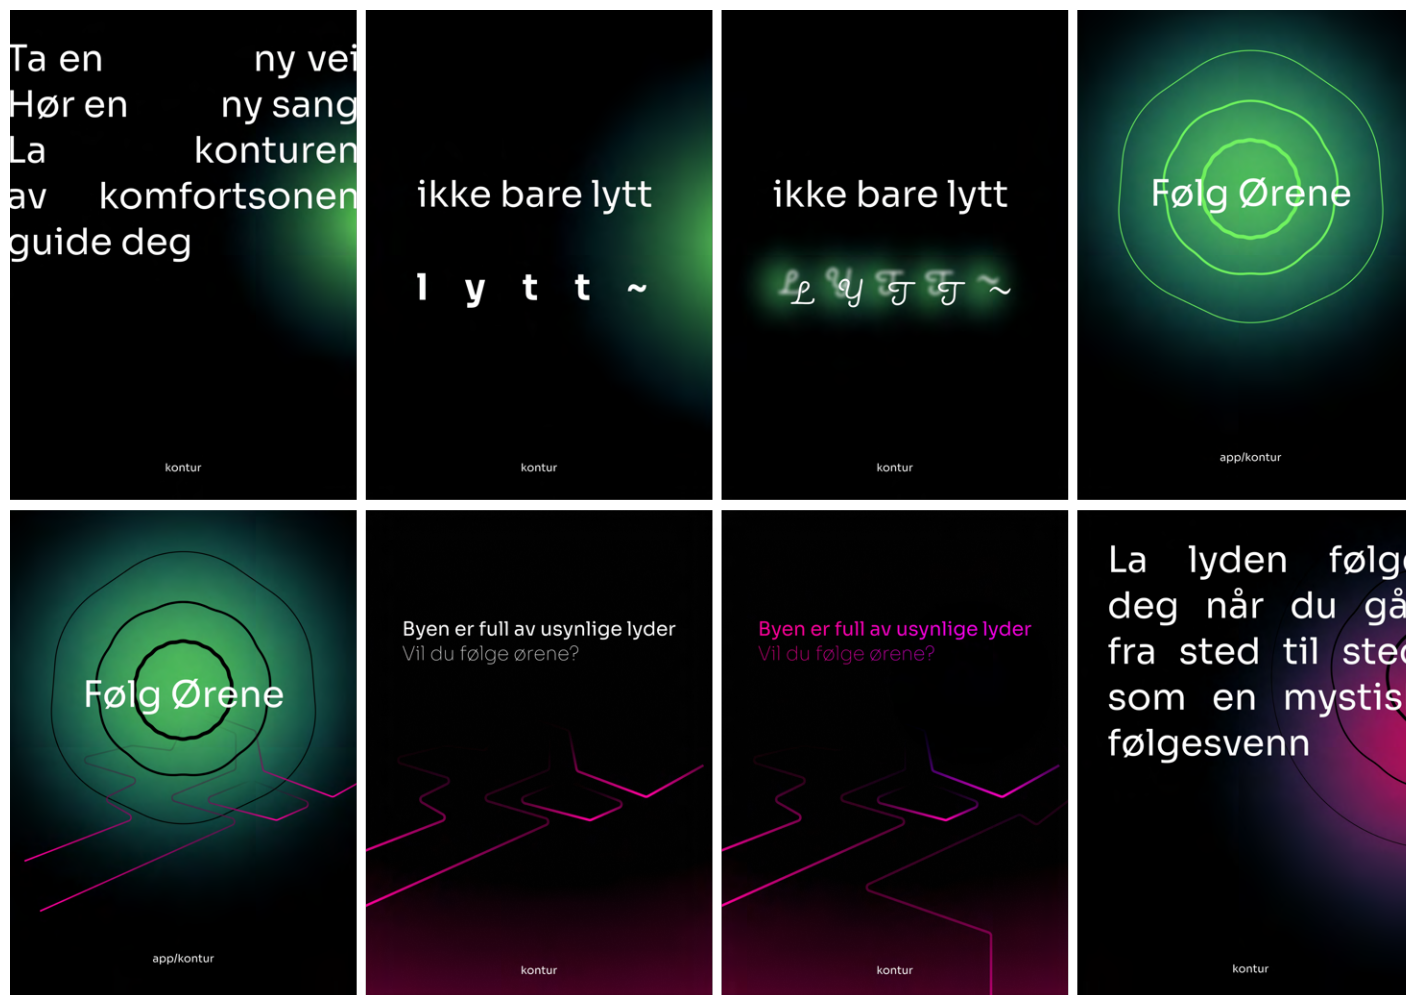 Ta en ny vei
Hør en ny sang
La konturen
av komfortsonen
guide deg
kontur
ikke bare lytt
l y t t ~
kontur
ikke bare lytt
L Y T T ~
kontur
Følg Ørene
app/kontur
Følg Ørene
app/kontur
Byen er full av usynlige lyder
Vil du følge ørene?
kontur
Byen er full av usynlige lyder
Vil du følge ørene?
kontur
La lyden
deg når du gå
fra sted til
som en
følgesvenn
kontur